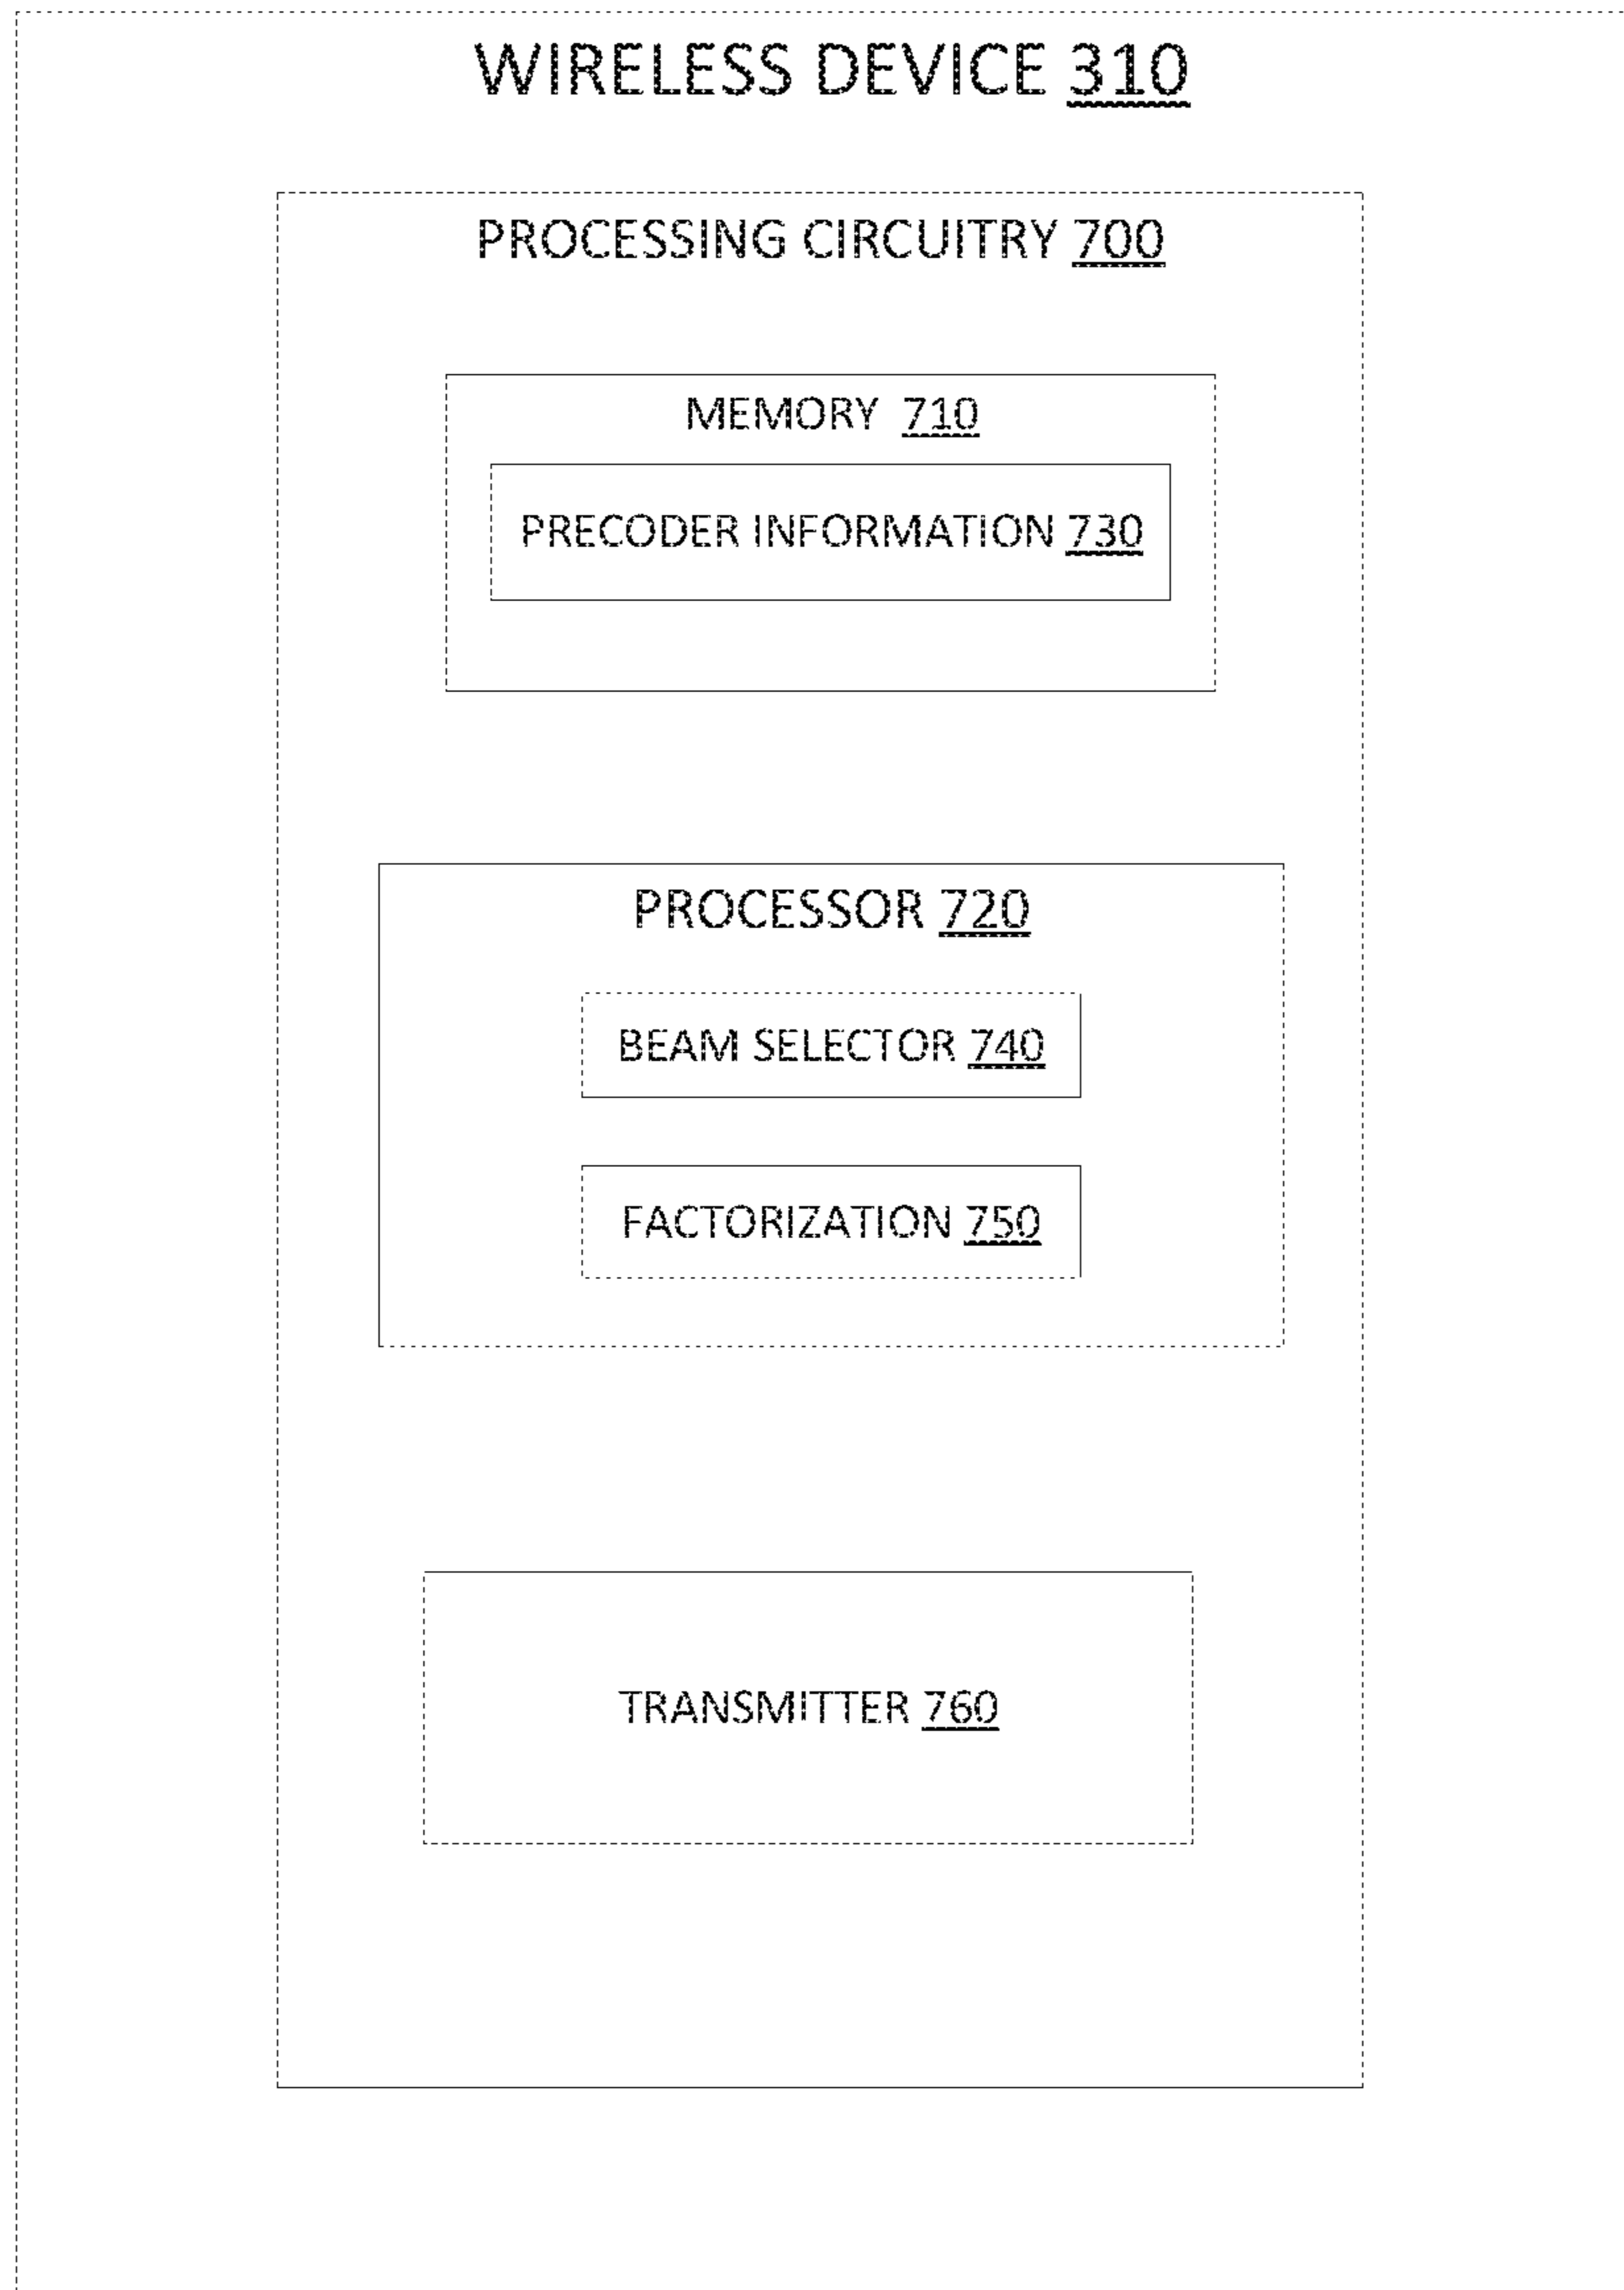 WIRELESS DEVICE 310
PROCESSING CIRCUITRY 700
MEMORY 710
PRECODER INFORMATION 730
PROCESSOR 720
BEAM SELECTOR 740
FACTORIZATION 750
TRANSMITTER 760